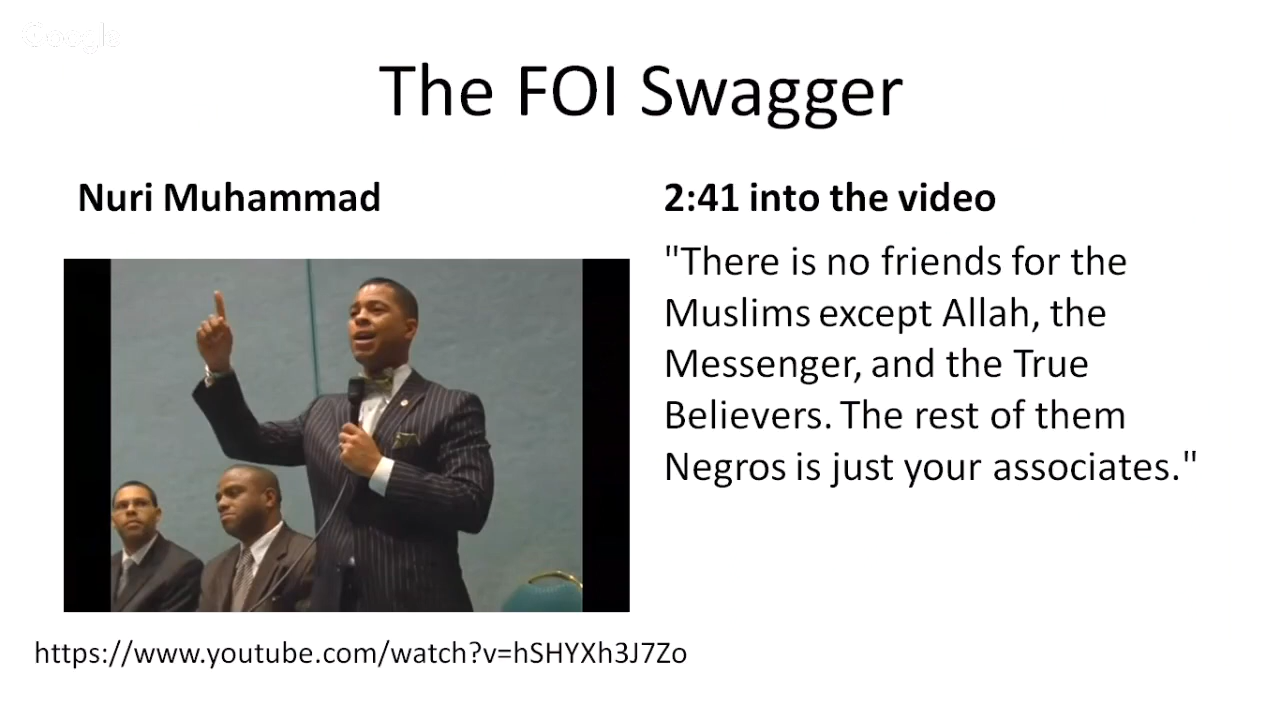 Google
The FOI Swagger
Nuri Muhammad
2:41 into the video
"There is no friends for the
Muslims except Allah, the
Messenger, and the True
Believers. The rest of them
Negros is just your associates."
https://www.youtube.com/watch?v=hSHYXh3J7Zo